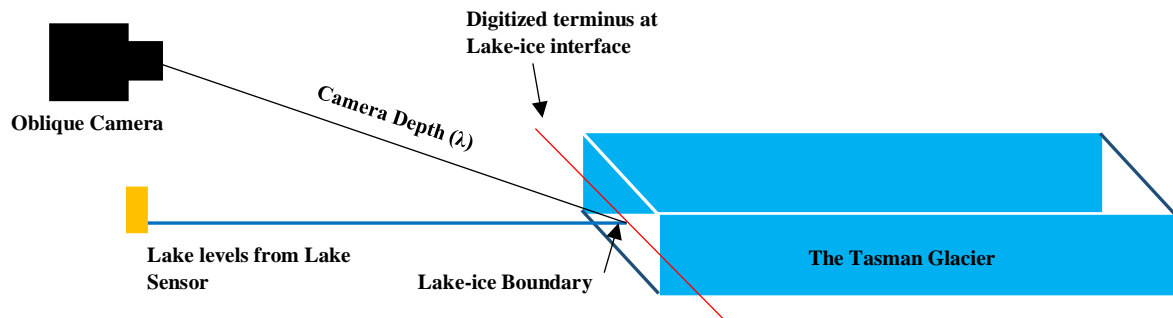 Digitized terminus at
Lake-ice interface
Oblique Camera
Camera Depth (λ)
Lake levels from Lake
Sensor
Lake-ice Boundary
The Tasman Glacier